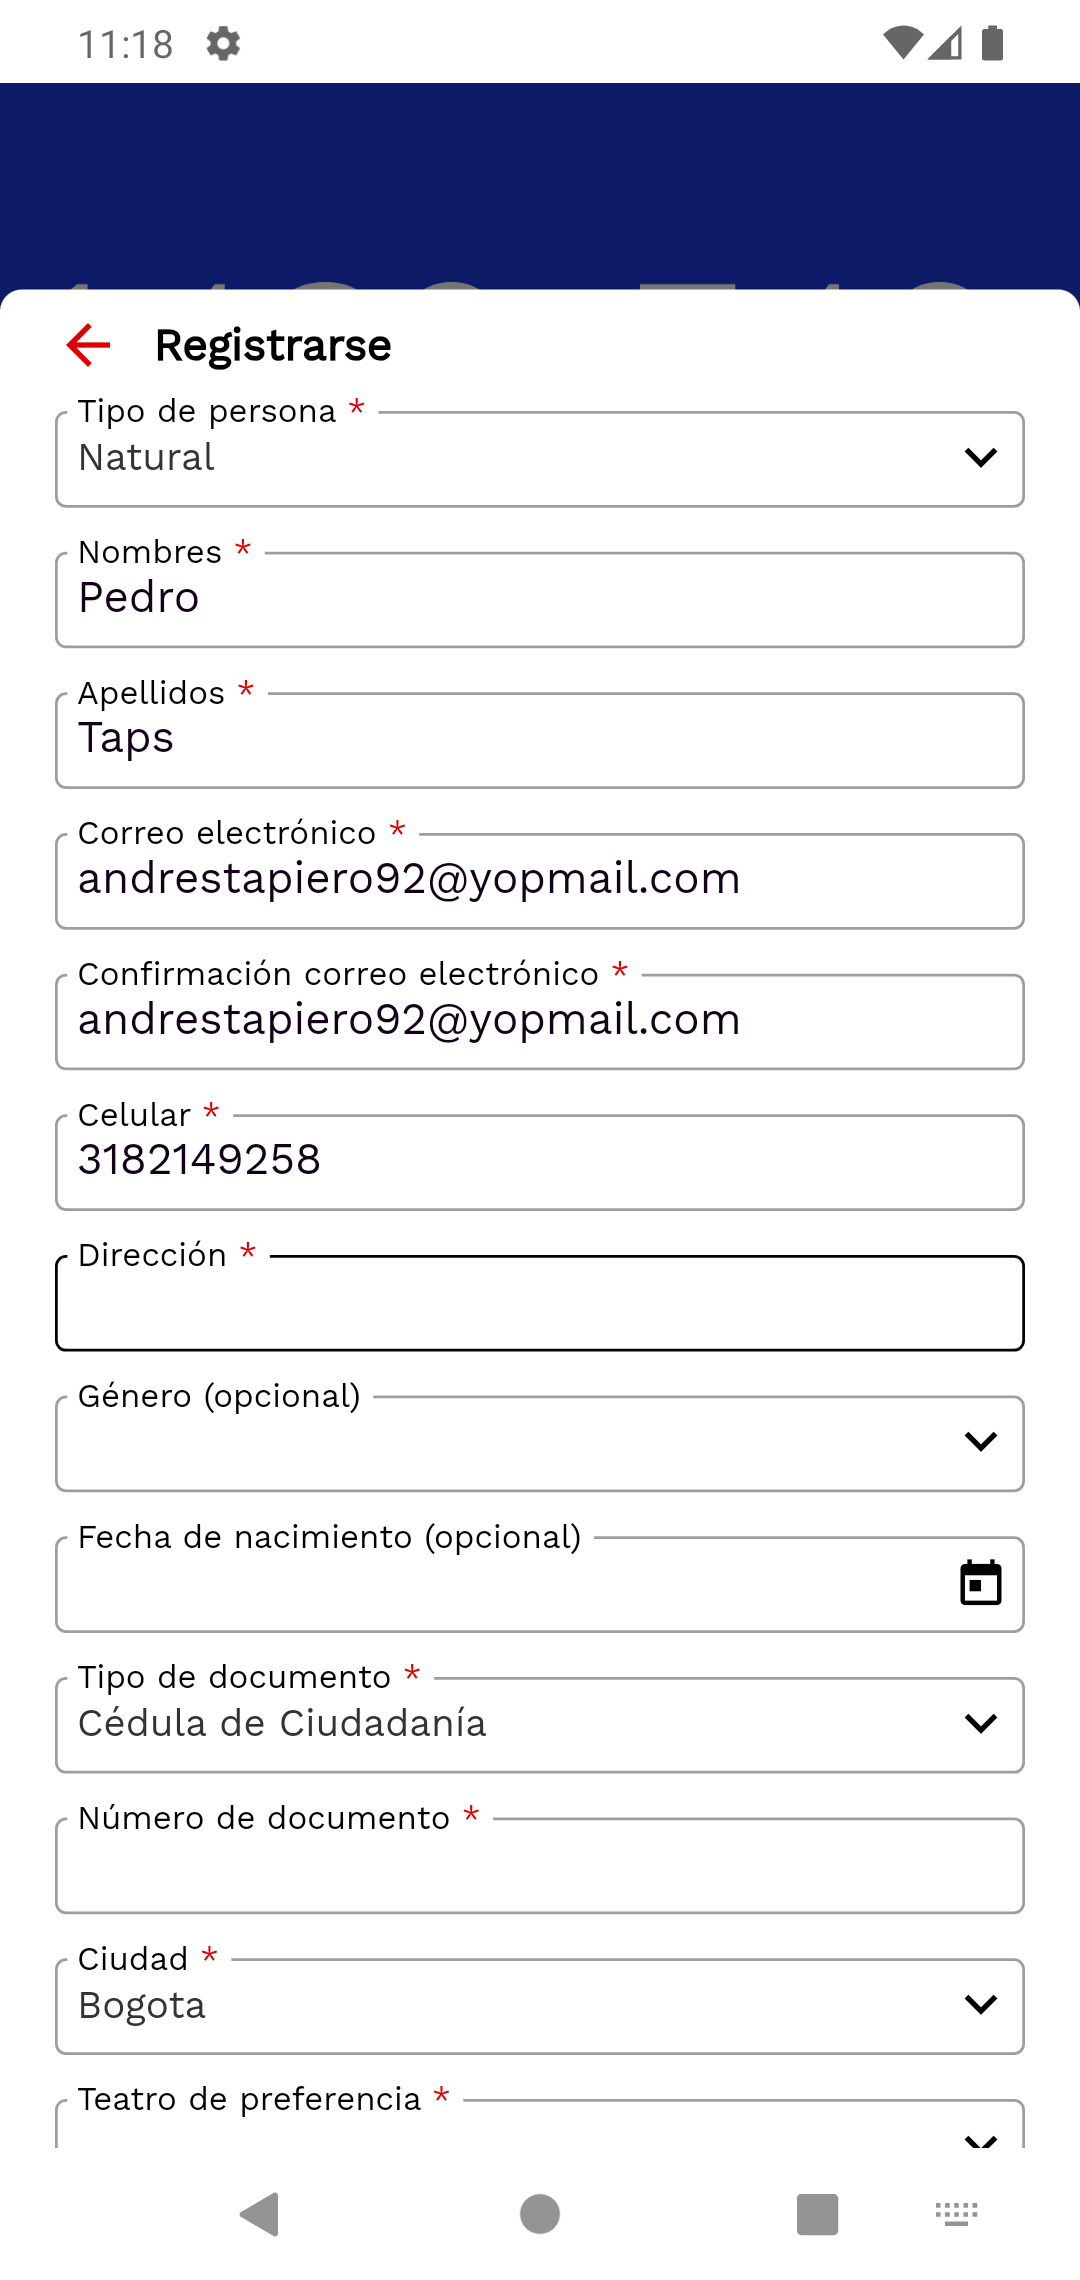 11:18
Registrarse
Tipo de persona *
Natural
Nombres *
Pedro
Apellidos *
Taps
Correo electrónico *
andrestapiero92@yopmail.com
Confirmación correo electrónico *
andrestapiero92@yopmail.com
Celular *
3182149258
Dirección *
Género (opcional)
Fecha de nacimiento (opcional)
Tipo de documento *
Cédula de Ciudadanía
Número de documento *
Ciudad *
Bogota
Teatro de preferencia *